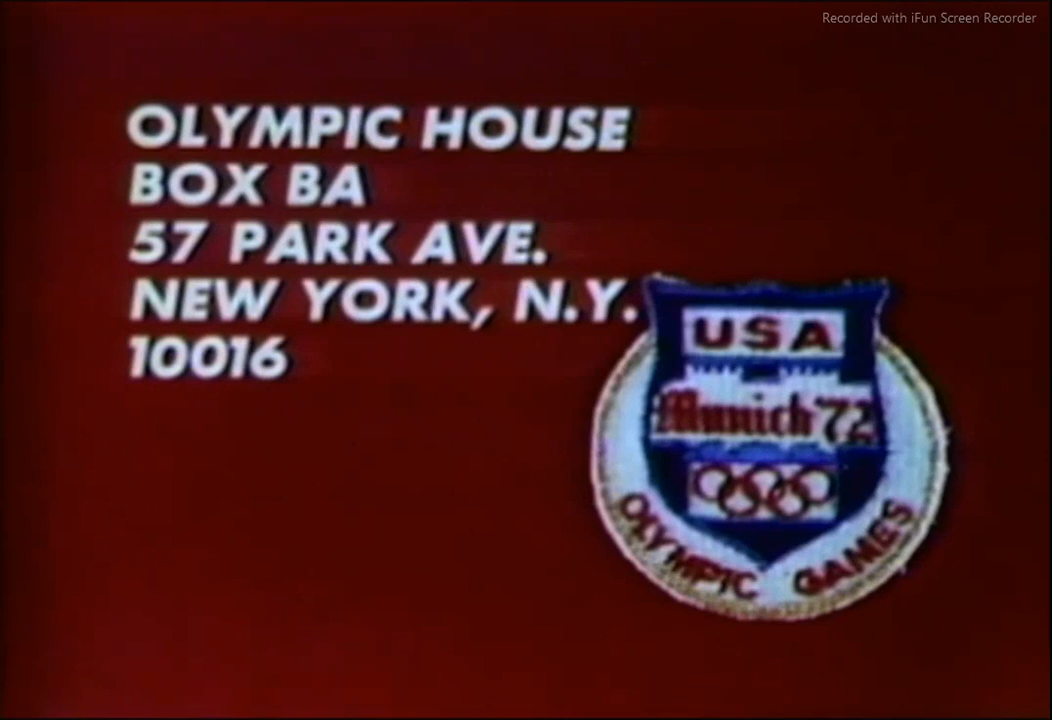 Recorded with iFun Screen Recorder
OLYMPIC HOUSE
BOX BA
57 PARK AVE.
NEW YORK, N.Y.
10016
USA
Munich '72
OLYMPIC GAMES